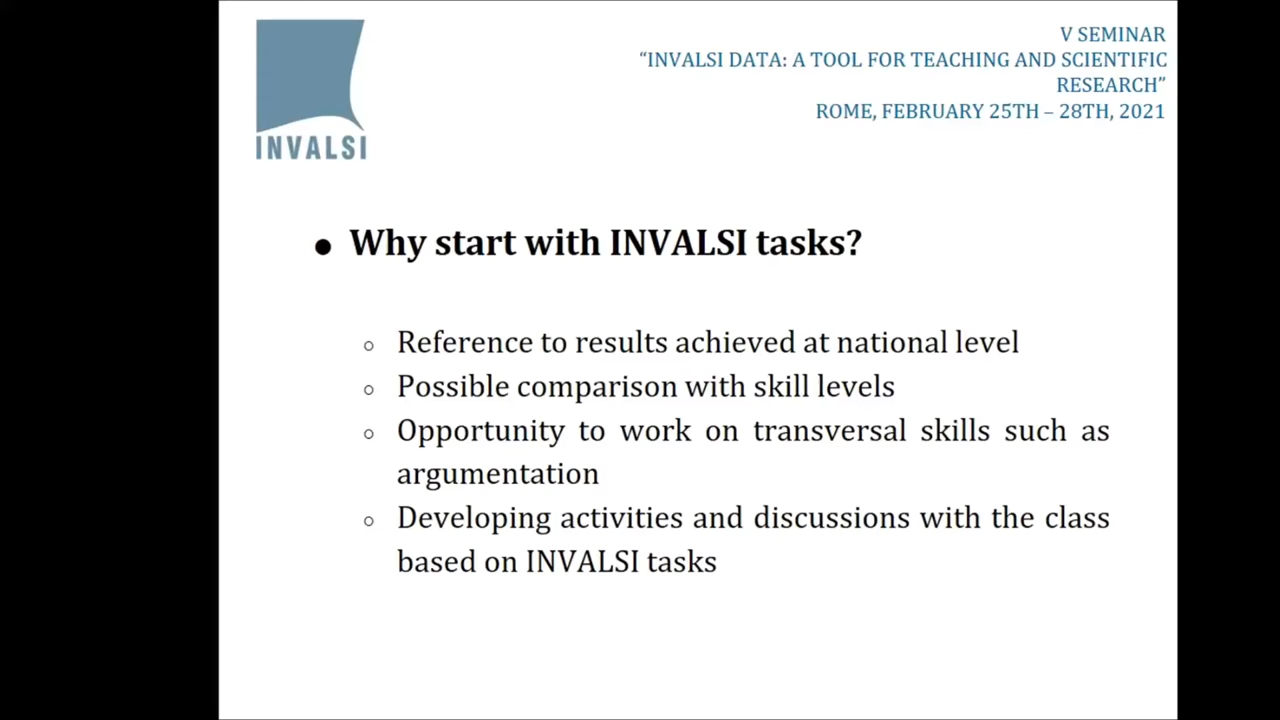 INVALSI
V SEMINAR
“INVALSI DATA: A TOOL FOR TEACHING AND SCIENTIFIC
RESEARCH”
ROME, FEBRUARY 25TH – 28TH, 2021
● Why start with INVALSI tasks?
○ Reference to results achieved at national level
○ Possible comparison with skill levels
○ Opportunity to work on transversal skills such as
argumentation
○ Developing activities and discussions with the class
based on INVALSI tasks